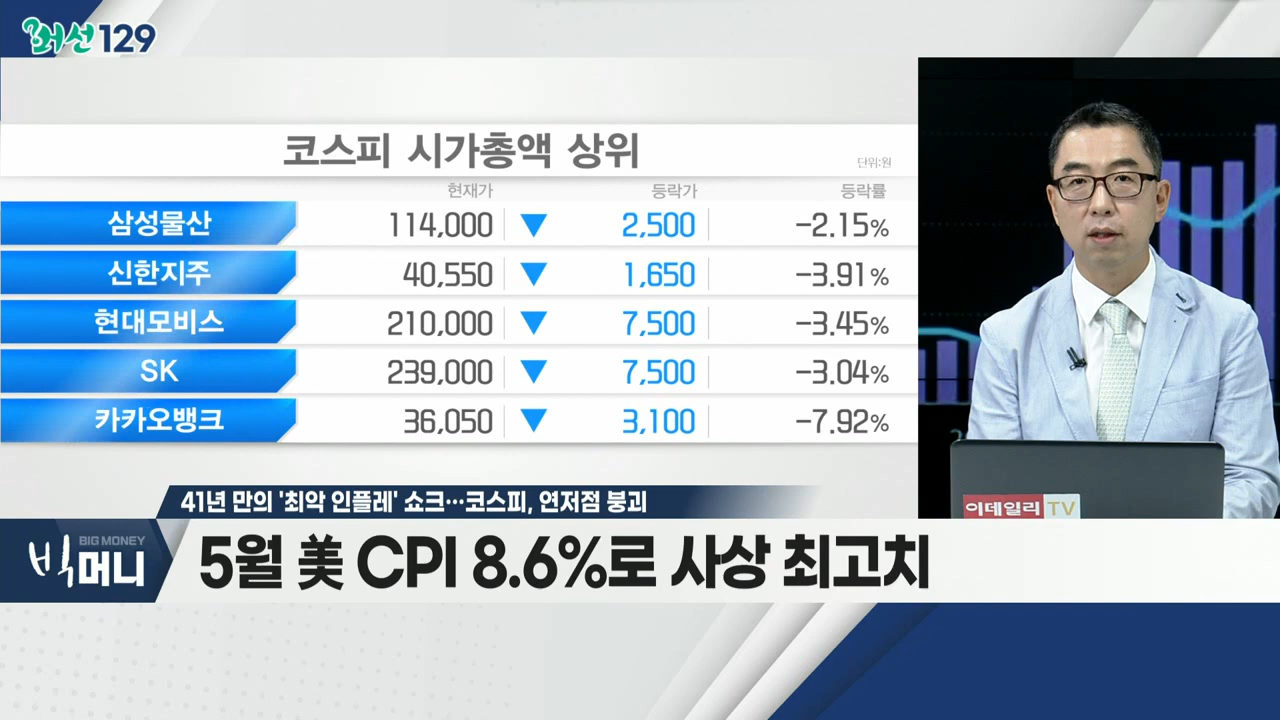 머선129
코스피 시가총액 상위
단위:원
현재가 등락가 등락률
삼성물산 114,000 ▼ 2,500 -2.15%
신한지주 40,550 ▼ 1,650 -3.91%
현대모비스 210,000 ▼ 7,500 -3.45%
SK 239,000 ▼ 7,500 -3.04%
카카오뱅크 36,050 ▼ 3,100 -7.92%
이데일리 TV
41년 만의 '최악 인플레' 쇼크…코스피, 연저점 붕괴
BIG MONEY
빅머니
5월 美 CPI 8.6%로 사상 최고치